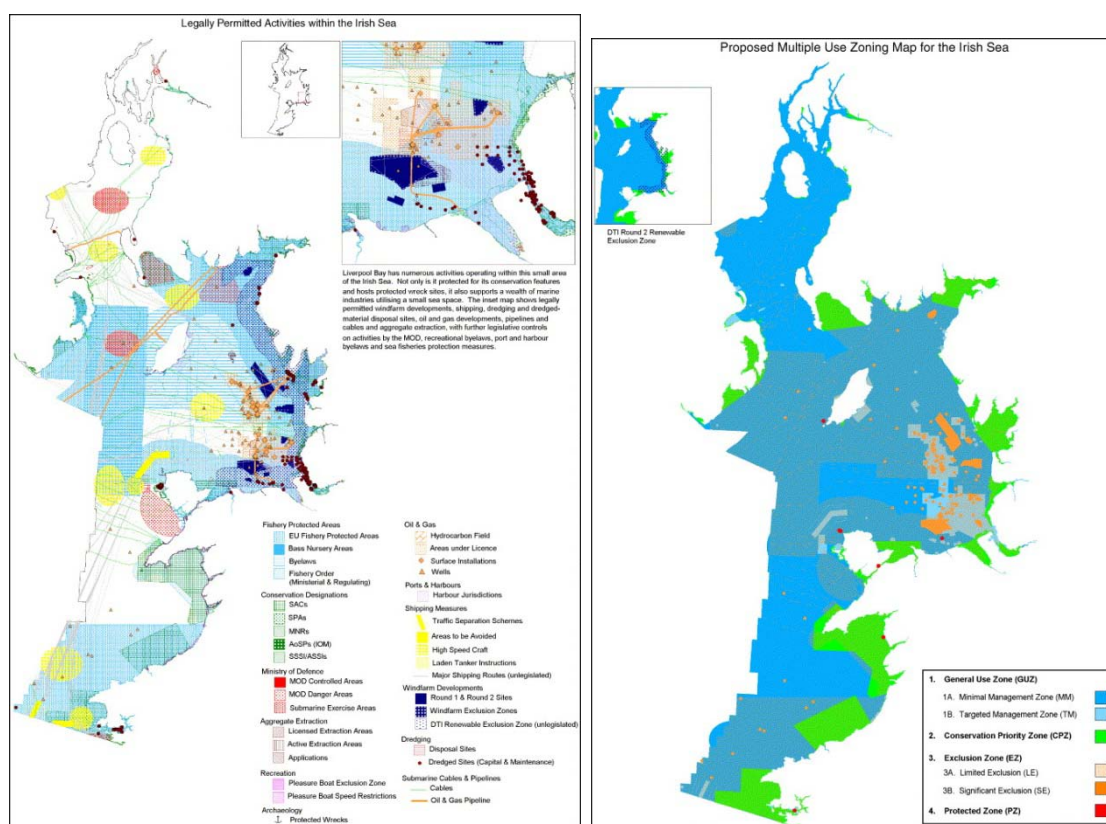 Legally Permitted Activities within the Irish Sea
Liverpool Bay has numerous activities operating within this small area
of the Irish Sea. Not only is it protected for its conservation features
and hosts protected wreck sites, it also supports a wealth of marine
industries utilising a small sea space. The inset map shows legally
permitted windfarm developments, shipping, dredging and dredged-
material disposal sites, oil and gas developments, pipelines and
cables and aggregate extraction, with further legislative controls
on activities by the MOD, recreational byelaws, port and harbour
byelaws and sea fisheries protection measures.
Fishery Protected Areas
EU Fishery Protected Areas
Bass Nursery Areas
Byelaws
Fishery Order
(Ministerial & Regulating)
Conservation Designations
SACs
SPAs
MNRs
AoSPs (IOM)
SSSI/ASSIs
Ministry of Defence
MOD Controlled Areas
MOD Danger Areas
Submarine Exercise Areas
Aggregate Extraction
Licensed Extraction Areas
Active Extraction Areas
Applications
Recreation
Pleasure Boat Exclusion Zone
Pleasure Boat Speed Restrictions
Archaeology
Protected Wrecks
Oil & Gas
Hydrocarbon Field
Areas under Licence
Surface Installations
Wells
Ports & Harbours
Harbour Jurisdictions
Shipping Measures
Traffic Separation Schemes
Areas to be Avoided
High Speed Craft
Laden Tanker Instructions
Major Shipping Routes (unlegislated)
Windfarm Developments
Round 1 & Round 2 Sites
Windfarm Exclusion Zones
DTI Renewable Exclusion Zone (unlegislated)
Dredging
Disposal Sites
Dredged Sites (Capital & Maintenance)
Submarine Cables & Pipelines
Cables
Oil & Gas Pipeline
Proposed Multiple Use Zoning Map for the Irish Sea
DTI Round 2 Renewable
Exclusion Zone
1. General Use Zone (GUZ)
1A. Minimal Management Zone (MM)
1B. Targeted Management Zone (TM)
2. Conservation Priority Zone (CPZ)
3. Exclusion Zone (EZ)
3A. Limited Exclusion (LE)
3B. Significant Exclusion (SE)
4. Protected Zone (PZ)